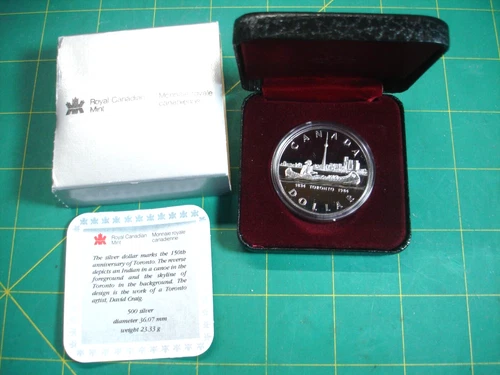 Royal Canadian
Mint
Monnaie royale
canadienne
CANADA
1834 TORONTO 1984
DOLLAR
Royal Canadian
Mint
Monnaie royale
canadienne
The silver dollar marks the 150th
anniversary of Toronto. The reverse
depicts an Indian in a canoe in the
foreground and the skyline of
Toronto in the background. The
design is the work of a Toronto
artist, David Craig.
500 silver
diameter 36.07 mm
weight 23.33 g